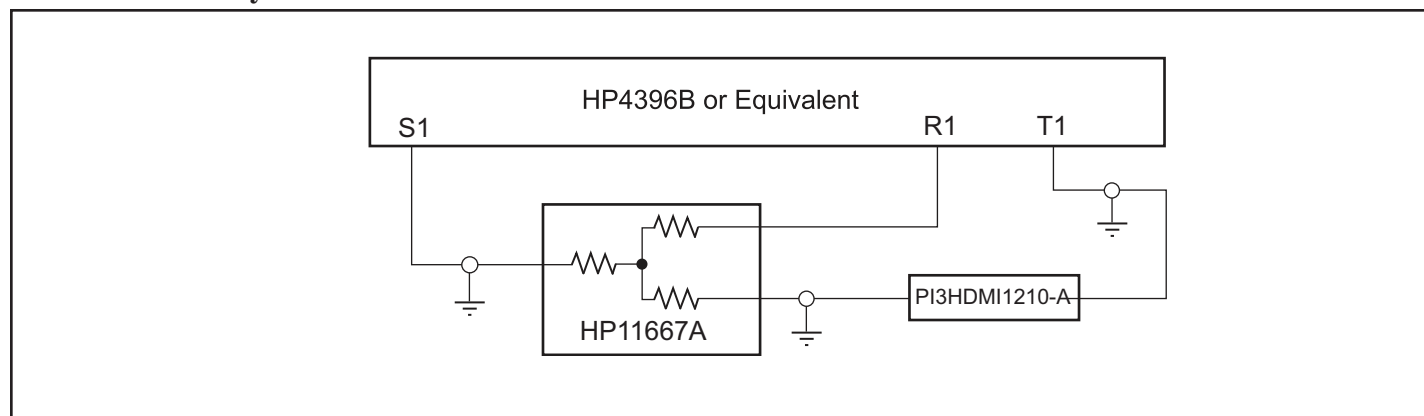 HP4396B or Equivalent
S1
R1
T1
PI3HDMI1210-A
HP11667A